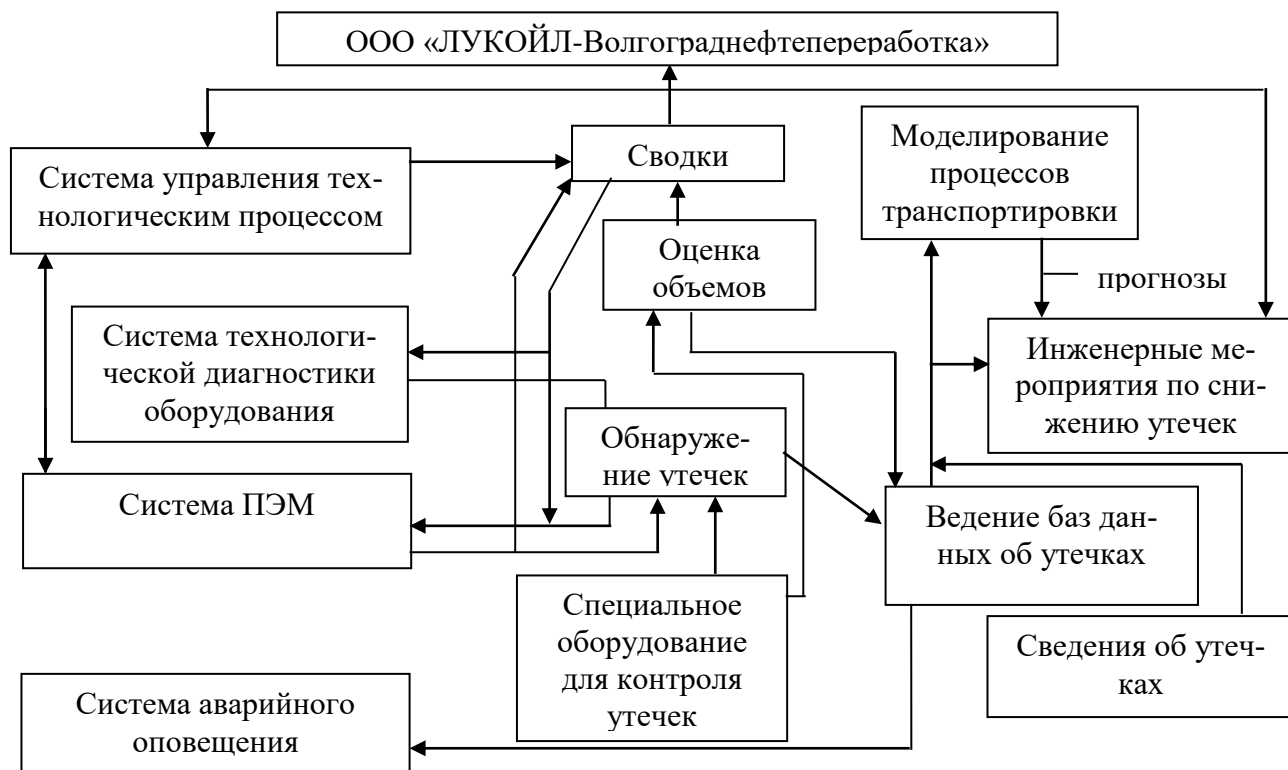 ООО «ЛУКОЙЛ-Волгограднефтепереработка»
Система управления тех-
нологическим процессом
Сводки
Моделирование
процессов
транспортировки
Оценка
объемов
прогнозы
Система технологи-
ческой диагностики
оборудования
Инженерные ме-
роприятия по сни-
жению утечек
Обнаруже-
ние утечек
Система ПЭМ
Ведение баз дан-
ных об утечках
Специальное
оборудование
для контроля
утечек
Сведения об утеч-
ках
Система аварийного
оповещения